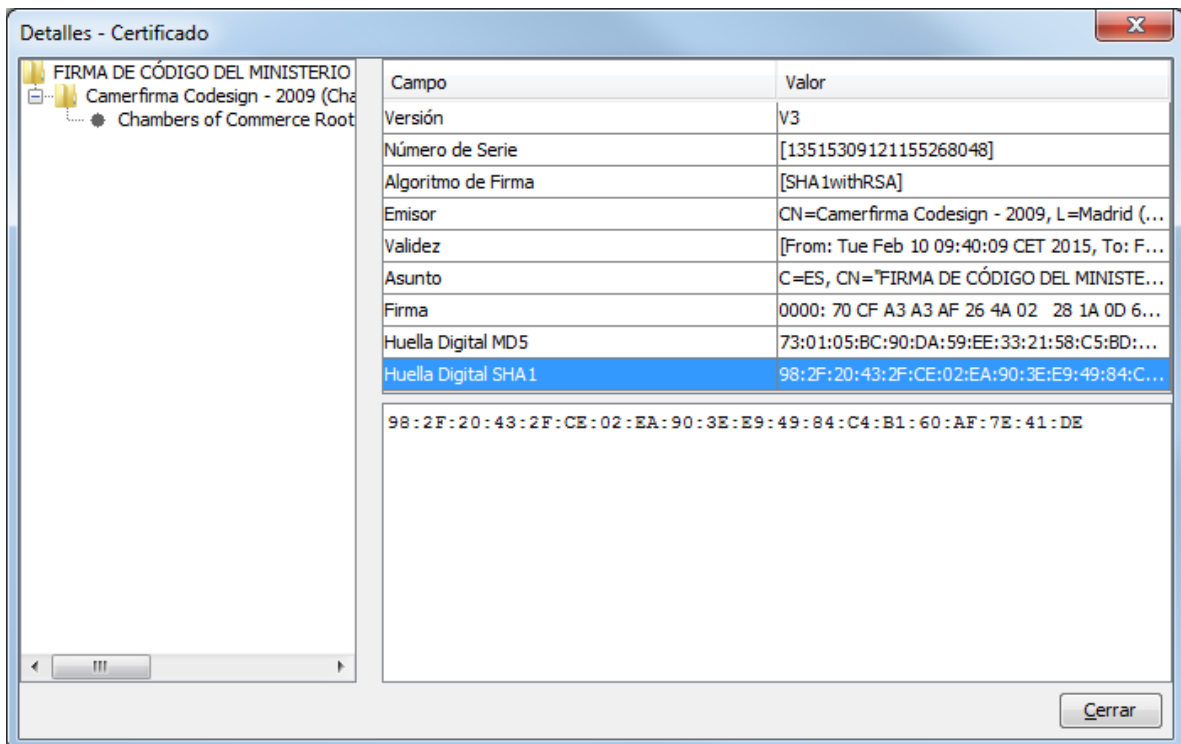 Detalles - Certificado
FIRMA DE CÓDIGO DEL MINISTERIO
Camerfirma Codesign - 2009 (Cha
Chambers of Commerce Root
Campo Valor
Versión V3
Número de Serie [13515309121155268048]
Algoritmo de Firma [SHA1withRSA]
Emisor CN=Camerfirma Codesign - 2009, L=Madrid (...
Validez [From: Tue Feb 10 09:40:09 CET 2015, To: F...
Asunto C=ES, CN="FIRMA DE CÓDIGO DEL MINISTE...
Firma 0000: 70 CF A3 A3 AF 26 4A 02 28 1A 0D 6...
Huella Digital MD5 73:01:05:BC:90:DA:59:EE:33:21:58:C5:BD:...
Huella Digital SHA1 98:2F:20:43:2F:CE:02:EA:90:3E:E9:49:84:C...
98:2F:20:43:2F:CE:02:EA:90:3E:E9:49:84:C4:B1:60:AF:7E:41:DE
Cerrar